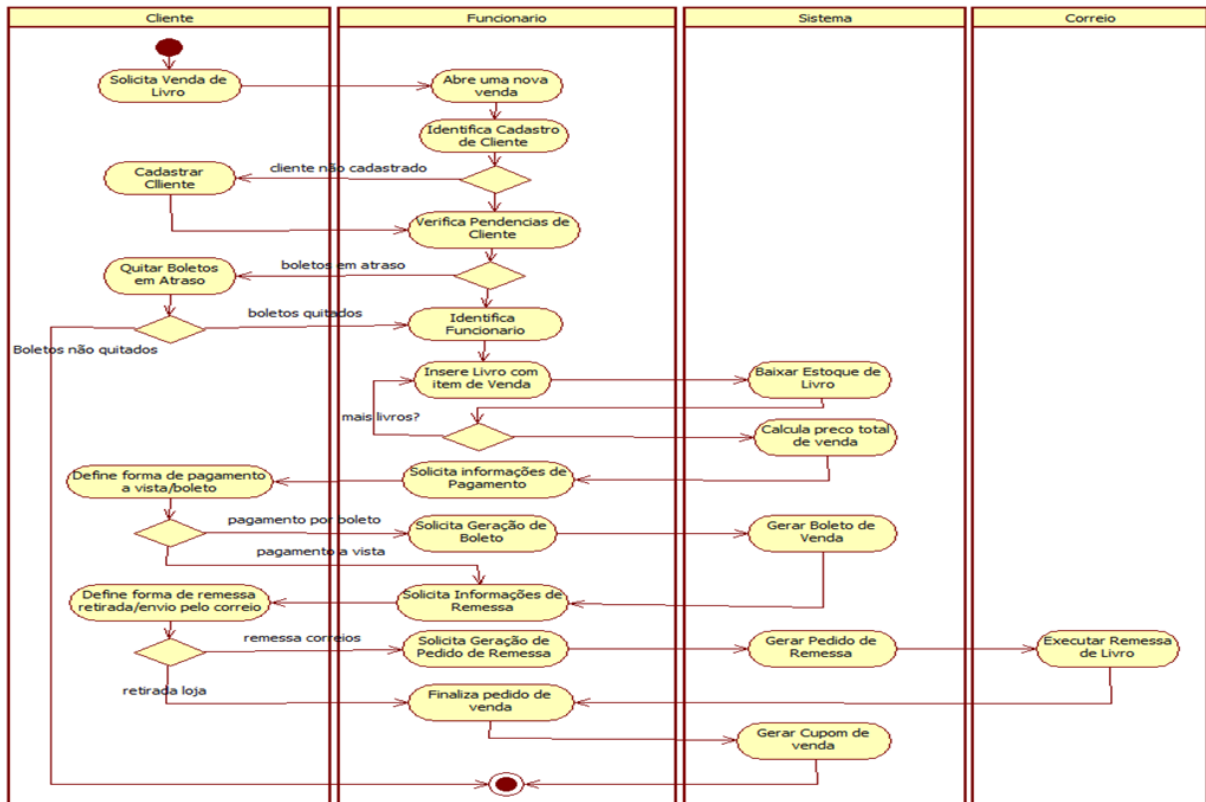 Cliente
Funcionario
Sistema
Correio
Solicita Venda de
Livro
Abre uma nova
venda
Identifica Cadastro
de Cliente
cliente não cadastrado
Cadastrar
Clliente
Verifica Pendencias de
Cliente
boletos em atraso
Quitar Boletos
em Atraso
boletos quitados
Identifica
Funcionario
Boletos não quitados
Insere Livro com
item de Venda
Baixar Estoque de
Livro
mais livros?
Calcula preco total
de venda
Define forma de pagamento
a vista/boleto
Solicita informações de
Pagamento
pagamento por boleto
Solicita Geração de
Boleto
Gerar Boleto de
Venda
pagamento a vista
Define forma de remessa
retirada/envio pelo correio
Solicita Informações de
Remessa
remessa correios
Solicita Geração de
Pedido de Remessa
Gerar Pedido de
Remessa
Executar Remessa
de Livro
retirada loja
Finaliza pedido de
venda
Gerar Cupom de
venda